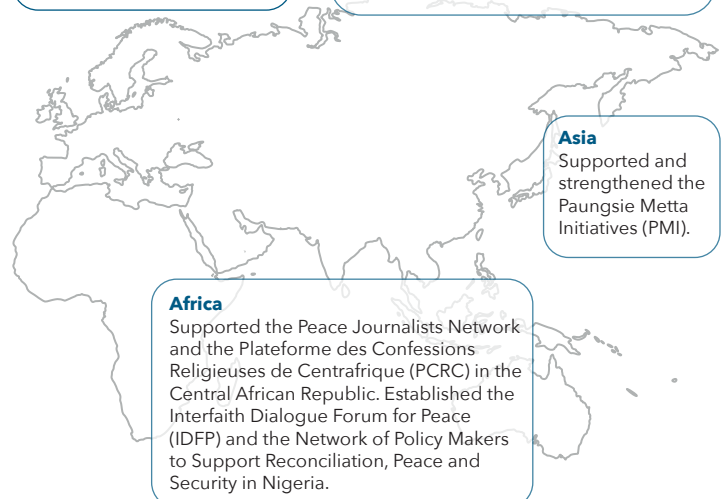 Asia
Supported and
strengthened the
Paungsie Metta
Initiatives (PMI).
Africa
Supported the Peace Journalists Network
and the Plateforme des Confessions
Religieuses de Centrafrique (PCRC) in the
Central African Republic. Established the
Interfaith Dialogue Forum for Peace
(IDFP) and the Network of Policy Makers
to Support Reconciliation, Peace and
Security in Nigeria.